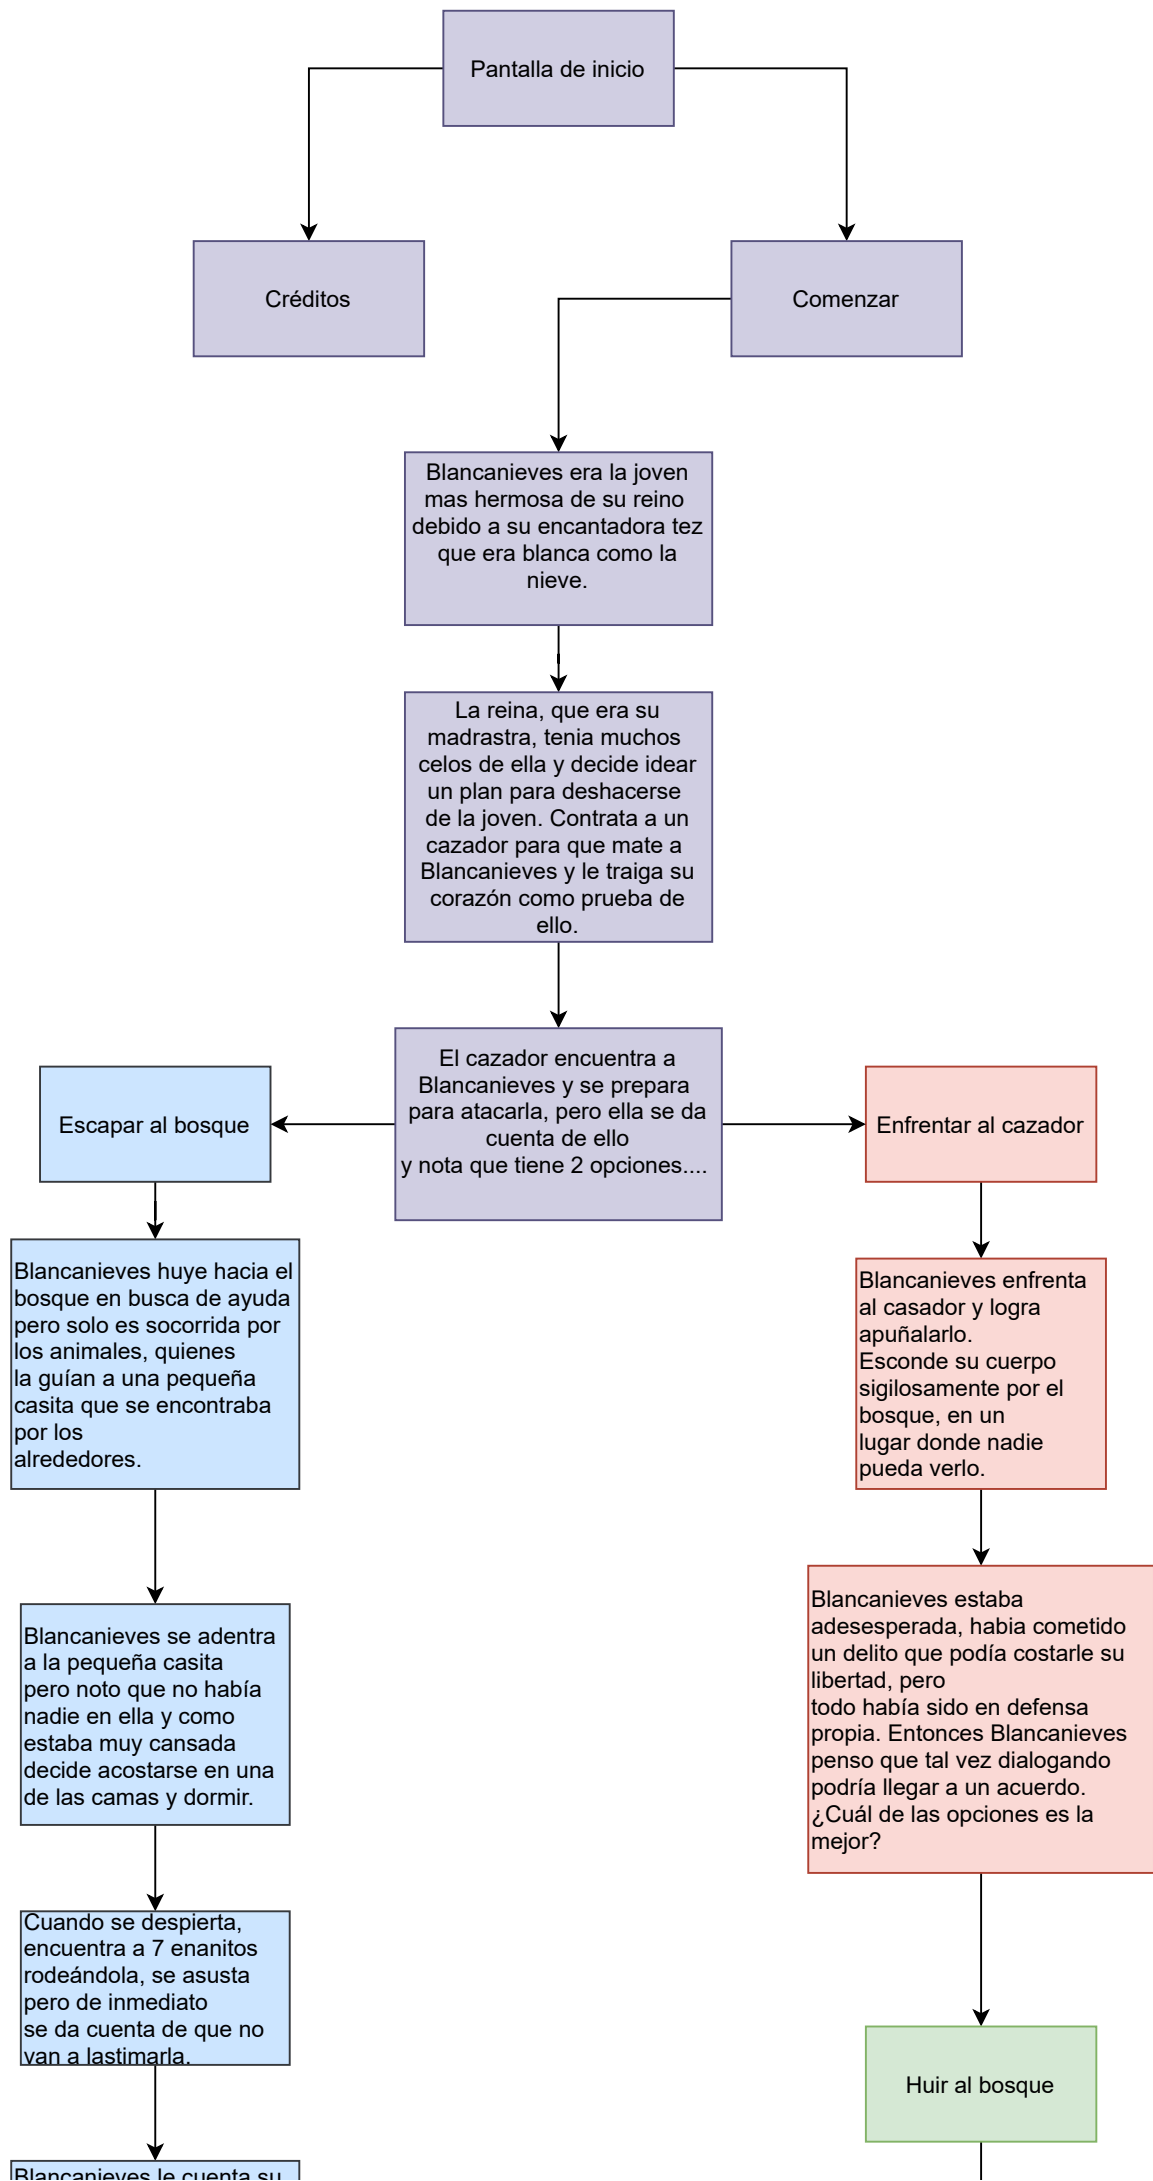 Pantalla de inicio
Créditos
Comenzar
Blancanieves era la joven
mas hermosa de su reino
debido a su encantadora tez
que era blanca como la
nieve.
La reina, que era su
madrastra, tenia muchos
celos de ella y decide idear
un plan para deshacerse
de la joven. Contrata a un
cazador para que mate a
Blancanieves y le traiga su
corazón como prueba de
ello.
El cazador encuentra a
Blancanieves y se prepara
para atacarla, pero ella se da
cuenta de ello
y nota que tiene 2 opciones....
Escapar al bosque
Enfrentar al cazador
Blancanieves huye hacia el
bosque en busca de ayuda
pero solo es socorrida por
los animales, quienes
la guían a una pequeña
casita que se encontraba
por los
alrededores.
Blancanieves enfrenta
al casador y logra
apuñalarlo.
Esconde su cuerpo
sigilosamente por el
bosque, en un
lugar donde nadie
pueda verlo.
Blancanieves se adentra
a la pequeña casita
pero noto que no había
nadie en ella y como
estaba muy cansada
decide acostarse en una
de las camas y dormir.
Blancanieves estaba
adesesperada, habia cometido
un delito que podía costarle su
libertad, pero
todo había sido en defensa
propia. Entonces Blancanieves
penso que tal vez dialogando
podría llegar a un acuerdo.
¿Cuál de las opciones es la
mejor?
Cuando se despierta,
encuentra a 7 enanitos
rodeándola, se asusta
pero de inmediato
se da cuenta de que no
van a lastimarla.
Huir al bosque
Blancanieves le cuenta su